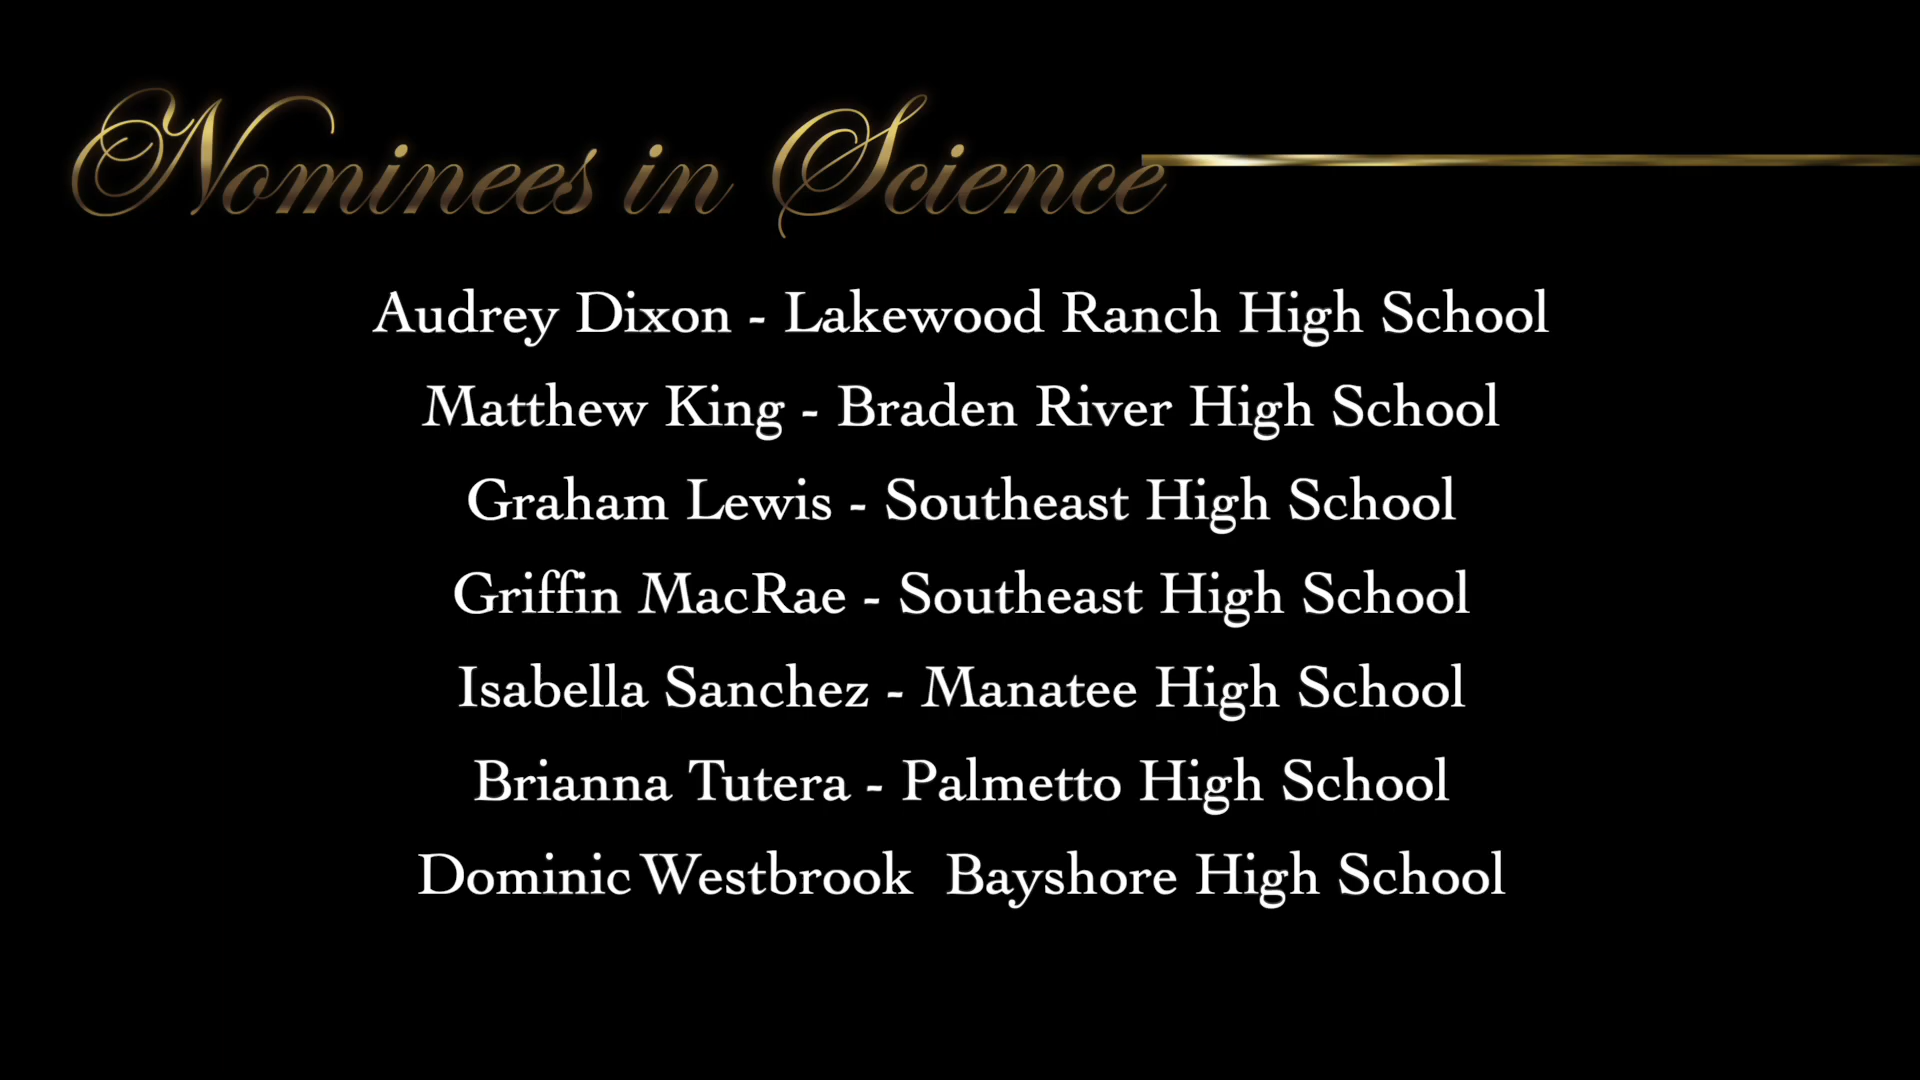 Nominees in Science
Audrey Dixon - Lakewood Ranch High School
Matthew King - Braden River High School
Graham Lewis - Southeast High School
Griffin MacRae - Southeast High School
Isabella Sanchez - Manatee High School
Brianna Tutera - Palmetto High School
Dominic Westbrook  Bayshore High School